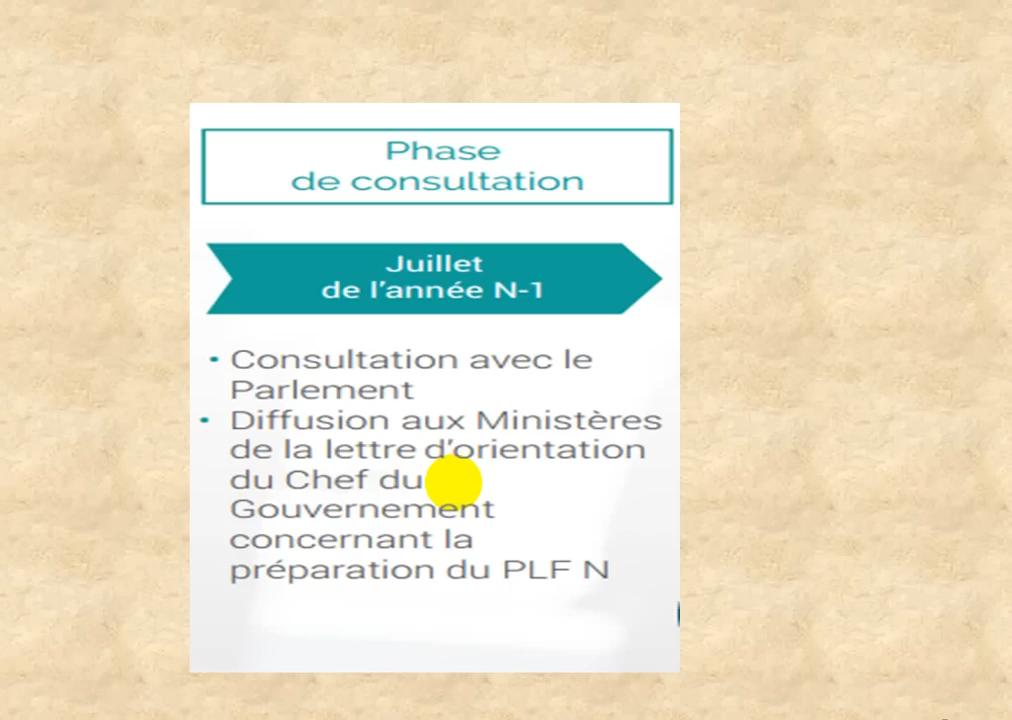 Phase
de consultation
Juillet
de l'année N-1
• Consultation avec le
Parlement
• Diffusion aux Ministères
de la lettre d'orientation
du Chef du
Gouvernement
concernant la
préparation du PLF N